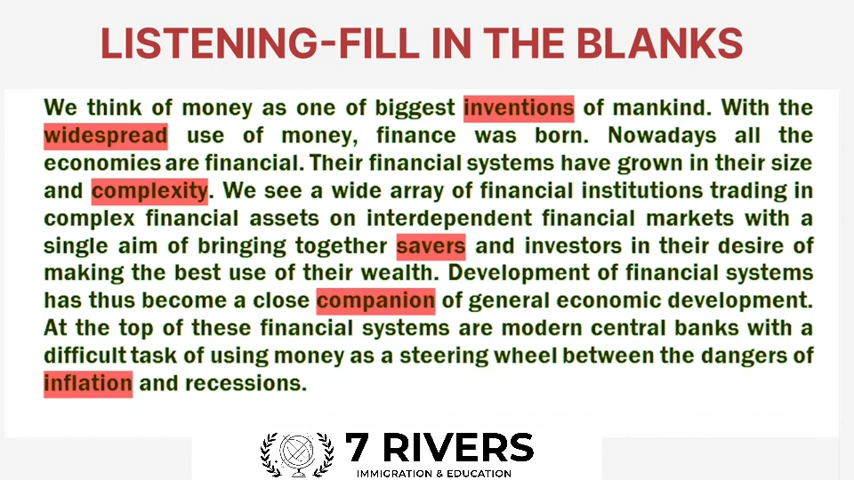 LISTENING-FILL IN THE BLANKS
We think of money as one of biggest inventions of mankind. With the
widespread use of money, finance was born. Nowadays all the
economies are financial. Their financial systems have grown in their size
and complexity. We see a wide array of financial institutions trading in
complex financial assets on interdependent financial markets with a
single aim of bringing together savers and investors in their desire of
making the best use of their wealth. Development of financial systems
has thus become a close companion of general economic development.
At the top of these financial systems are modern central banks with a
difficult task of using money as a steering wheel between the dangers of
inflation and recessions.
7 RIVERS
IMMIGRATION & EDUCATION